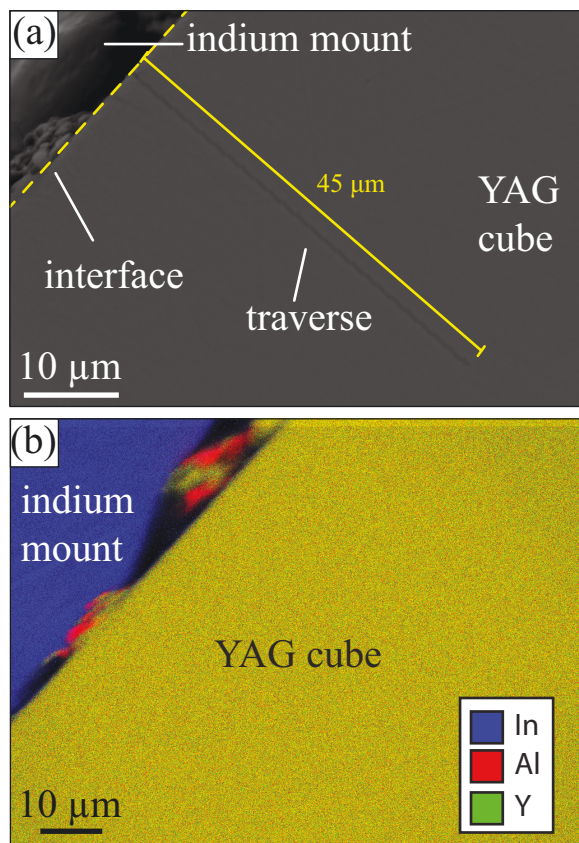 (a)
indium mount
45 µm
YAG
cube
interface
traverse
10 µm
(b)
indium
mount
YAG cube
In
Al
Y
10 µm